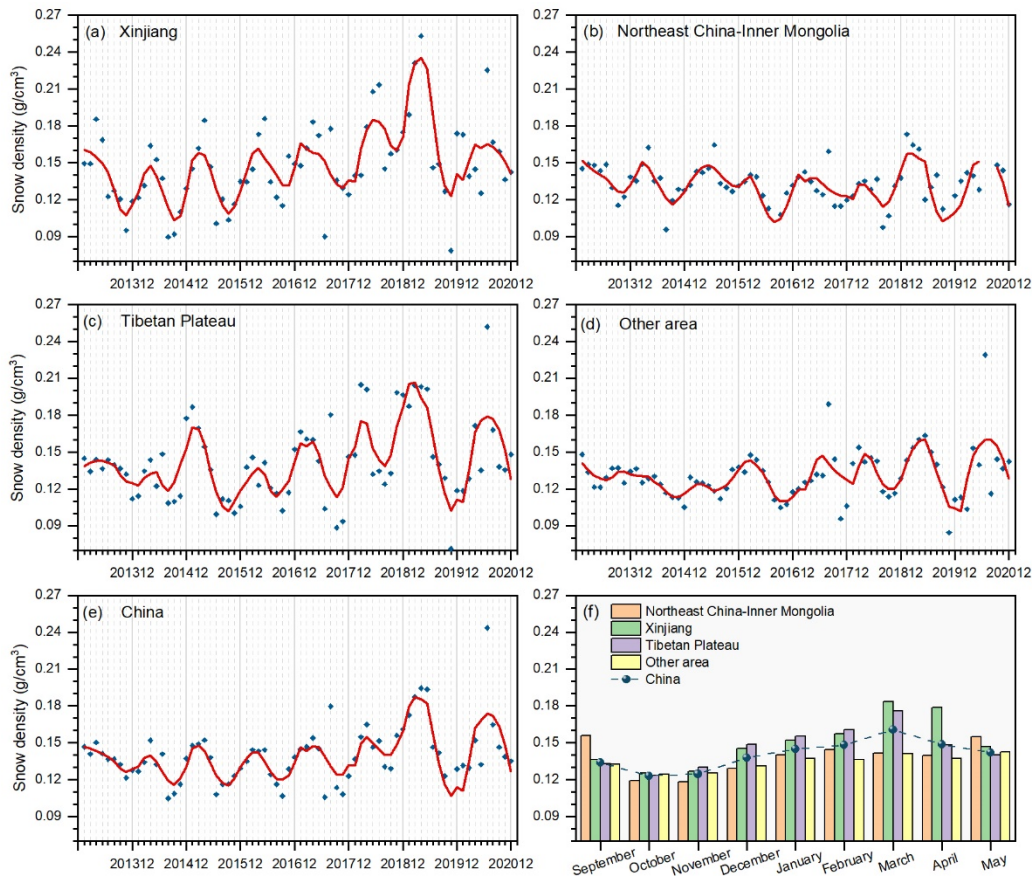 0.27
0.24
0.21
0.18
0.15
0.12
0.09
Snow density (g/cm³)
(a) Xinjiang
201312 201412 201512 201612 201712 201812 201912 202012
0.27
0.24
0.21
0.18
0.15
0.12
0.09
(b) Northeast China-Inner Mongolia
201312 201412 201512 201612 201712 201812 201912 202012
0.27
0.24
0.21
0.18
0.15
0.12
0.09
Snow density (g/cm³)
(c) Tibetan Plateau
201312 201412 201512 201612 201712 201812 201912 202012
0.27
0.24
0.21
0.18
0.15
0.12
0.09
(d) Other area
201312 201412 201512 201612 201712 201812 201912 202012
0.27
0.24
0.21
0.18
0.15
0.12
0.09
Snow density (g/cm³)
(e) China
201312 201412 201512 201612 201712 201812 201912 202012
0.27
0.24
0.21
0.18
0.15
0.12
0.09
(f)
Northeast China-Inner Mongolia
Xinjiang
Tibetan Plateau
Other area
China
September October November December January February March April May